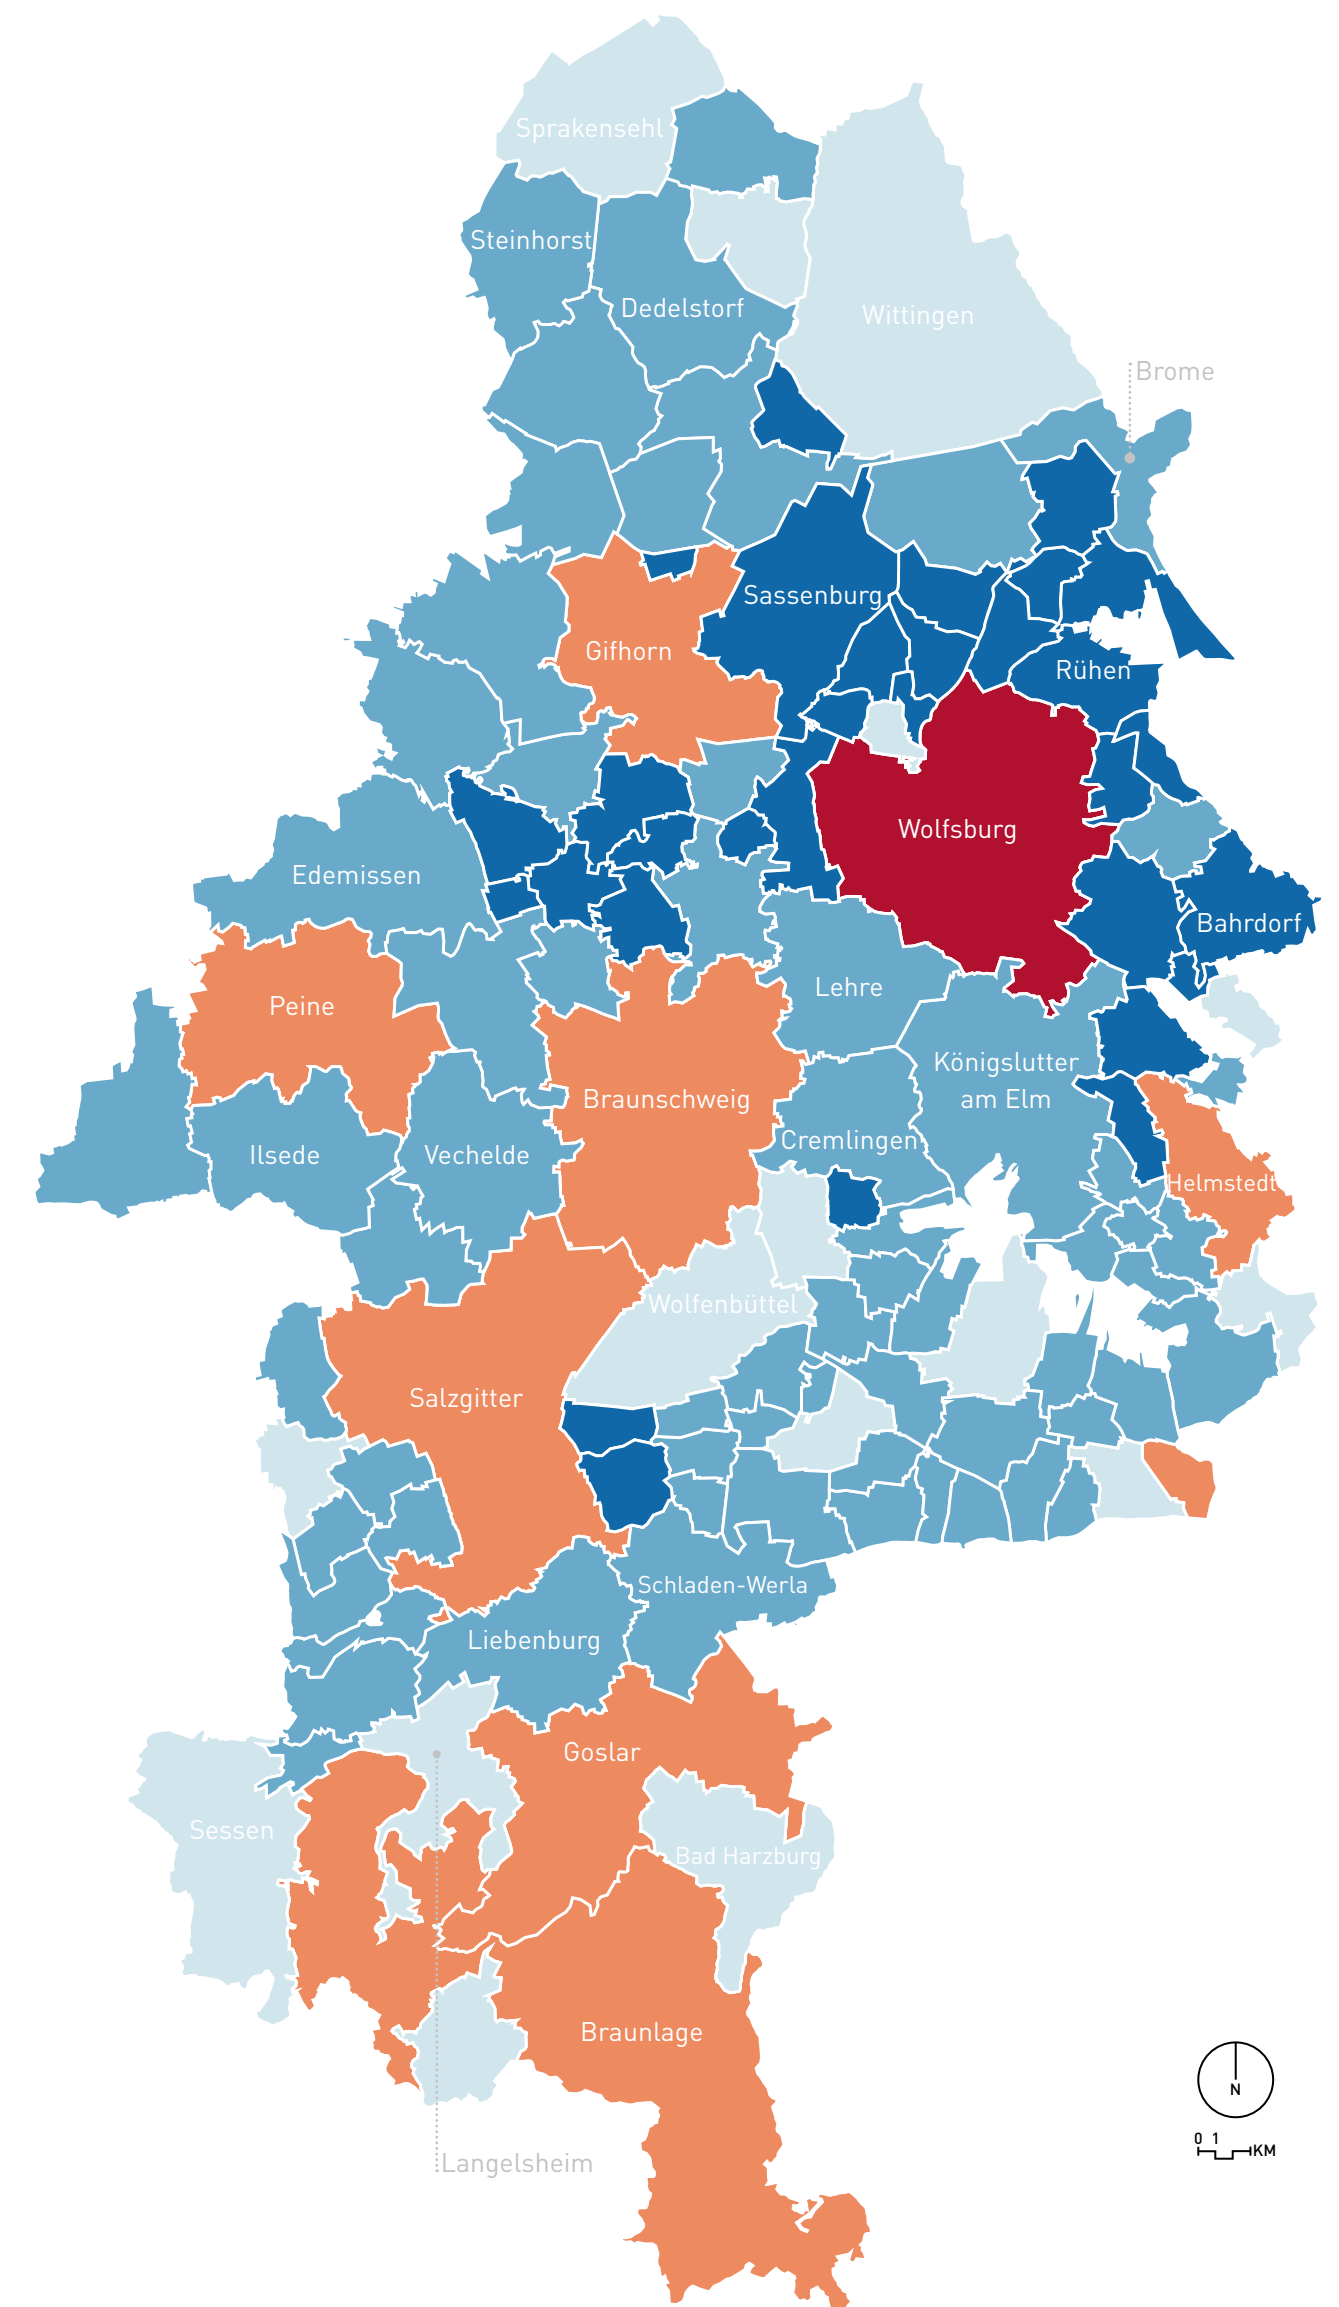 Sprakensehl
Steinhorst
Dedelstorf
Wittingen
Brome
Sassenburg
Gifhorn
Rühen
Wolfsburg
Edemissen
Bahrdorf
Lehre
Peine
Königslutter
am Elm
Braunschweig
Cremlingen
Ilsede
Vechelde
Helmstedt
Wolfenbüttel
Salzgitter
Schladen-Werla
Liebenburg
Goslar
Sessen
Bad Harzburg
Braunlage
N
0 1
KM
Langelsheim